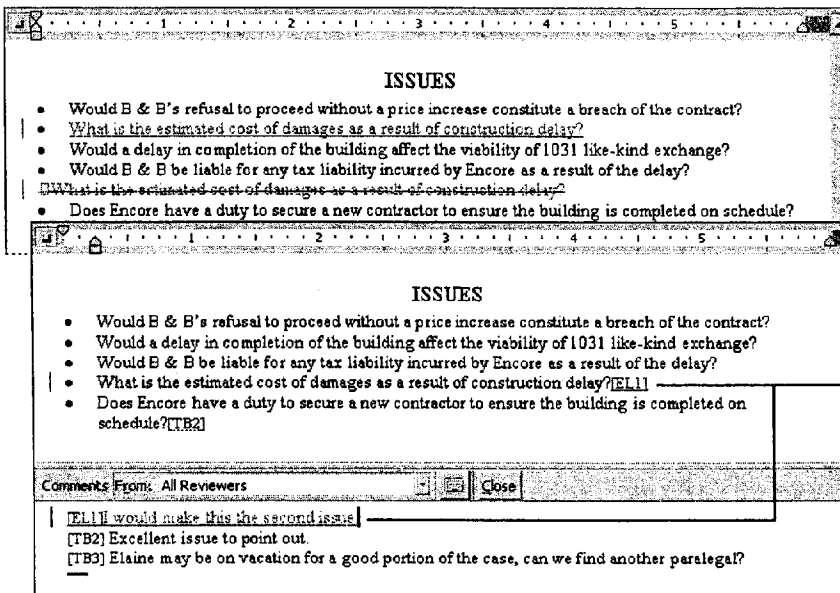 1 2 3 4 5
ISSUES
• Would B & B's refusal to proceed without a price increase constitute a breach of the contract?
• What is the estimated cost of damages as a result of construction delay?
• Would a delay in completion of the building affect the viability of 1031 like-kind exchange?
• Would B & B be liable for any tax liability incurred by Encore as a result of the delay?
What is the estimated cost of damages as a result of construction delay?
• Does Encore have a duty to secure a new contractor to ensure the building is completed on schedule?
1 2 3 4 5
ISSUES
• Would B & B's refusal to proceed without a price increase constitute a breach of the contract?
• Would a delay in completion of the building affect the viability of 1031 like-kind exchange?
• Would B & B be liable for any tax liability incurred by Encore as a result of the delay?
• What is the estimated cost of damages as a result of construction delay?[EL1]
• Does Encore have a duty to secure a new contractor to ensure the building is completed on
schedule?[TB2]
Comments From: All Reviewers Close
[EL1]I would make this the second issue
[TB2] Excellent issue to point out.
[TB3] Elaine may be on vacation for a good portion of the case, can we find another paralegal?